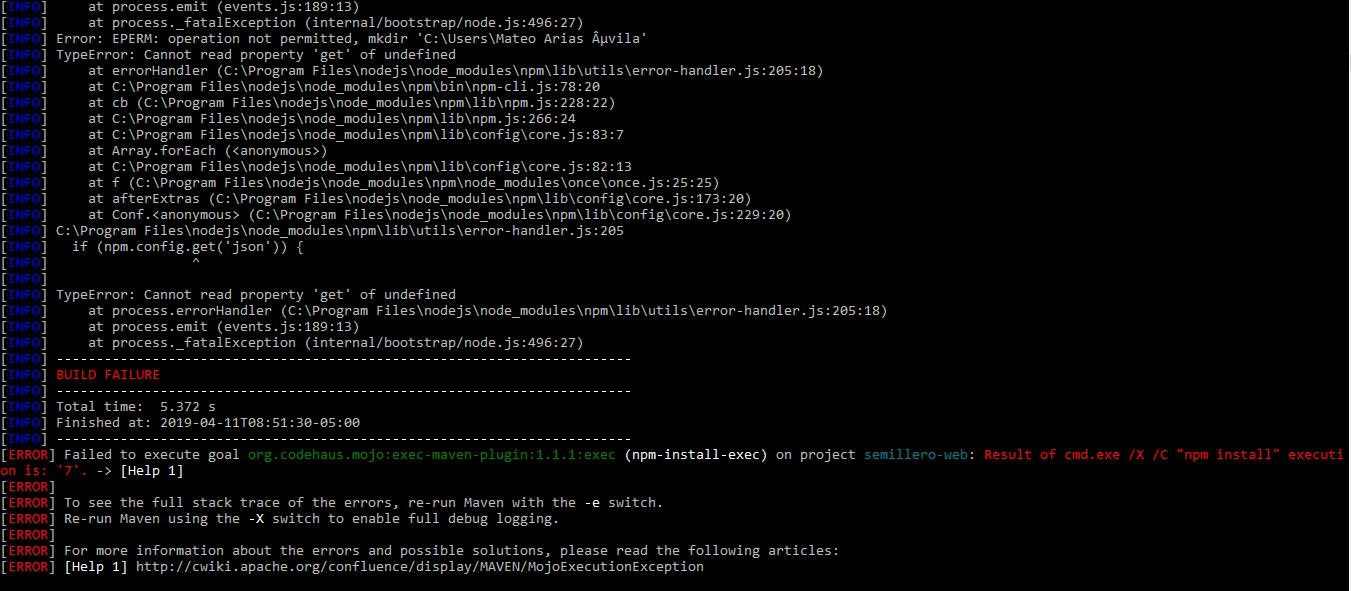 [INFO]     at process.emit (events.js:189:13)
[INFO]     at process._fatalException (internal/bootstrap/node.js:496:27)
[INFO] Error: EPERM: operation not permitted, mkdir 'C:\Users\Mateo Arias Âµvila'
[INFO] TypeError: Cannot read property 'get' of undefined
[INFO]     at errorHandler (C:\Program Files\nodejs\node_modules\npm\lib\utils\error-handler.js:205:18)
[INFO]     at C:\Program Files\nodejs\node_modules\npm\bin\npm-cli.js:78:20
[INFO]     at cb (C:\Program Files\nodejs\node_modules\npm\lib\npm.js:228:22)
[INFO]     at C:\Program Files\nodejs\node_modules\npm\lib\npm.js:266:24
[INFO]     at C:\Program Files\nodejs\node_modules\npm\lib\config\core.js:83:7
[INFO]     at Array.forEach (<anonymous>)
[INFO]     at C:\Program Files\nodejs\node_modules\npm\lib\config\core.js:82:13
[INFO]     at f (C:\Program Files\nodejs\node_modules\npm\node_modules\once\once.js:25:25)
[INFO]     at afterExtras (C:\Program Files\nodejs\node_modules\npm\lib\config\core.js:173:20)
[INFO]     at Conf.<anonymous> (C:\Program Files\nodejs\node_modules\npm\lib\config\core.js:229:20)
[INFO] C:\Program Files\nodejs\node_modules\npm\lib\utils\error-handler.js:205
[INFO]   if (npm.config.get('json')) {
[INFO]                  ^
[INFO]
[INFO] TypeError: Cannot read property 'get' of undefined
[INFO]     at process.errorHandler (C:\Program Files\nodejs\node_modules\npm\lib\utils\error-handler.js:205:18)
[INFO]     at process.emit (events.js:189:13)
[INFO]     at process._fatalException (internal/bootstrap/node.js:496:27)
[INFO] ------------------------------------------------------------------------
[INFO] BUILD FAILURE
[INFO] ------------------------------------------------------------------------
[INFO] Total time:  5.372 s
[INFO] Finished at: 2019-04-11T08:51:30-05:00
[INFO] ------------------------------------------------------------------------
[ERROR] Failed to execute goal org.codehaus.mojo:exec-maven-plugin:1.1.1:exec (npm-install-exec) on project semillero-web: Result of cmd.exe /X /C "npm install" executi
on is: '7'. -> [Help 1]
[ERROR]
[ERROR] To see the full stack trace of the errors, re-run Maven with the -e switch.
[ERROR] Re-run Maven using the -X switch to enable full debug logging.
[ERROR]
[ERROR] For more information about the errors and possible solutions, please read the following articles:
[ERROR] [Help 1] http://cwiki.apache.org/confluence/display/MAVEN/MojoExecutionException